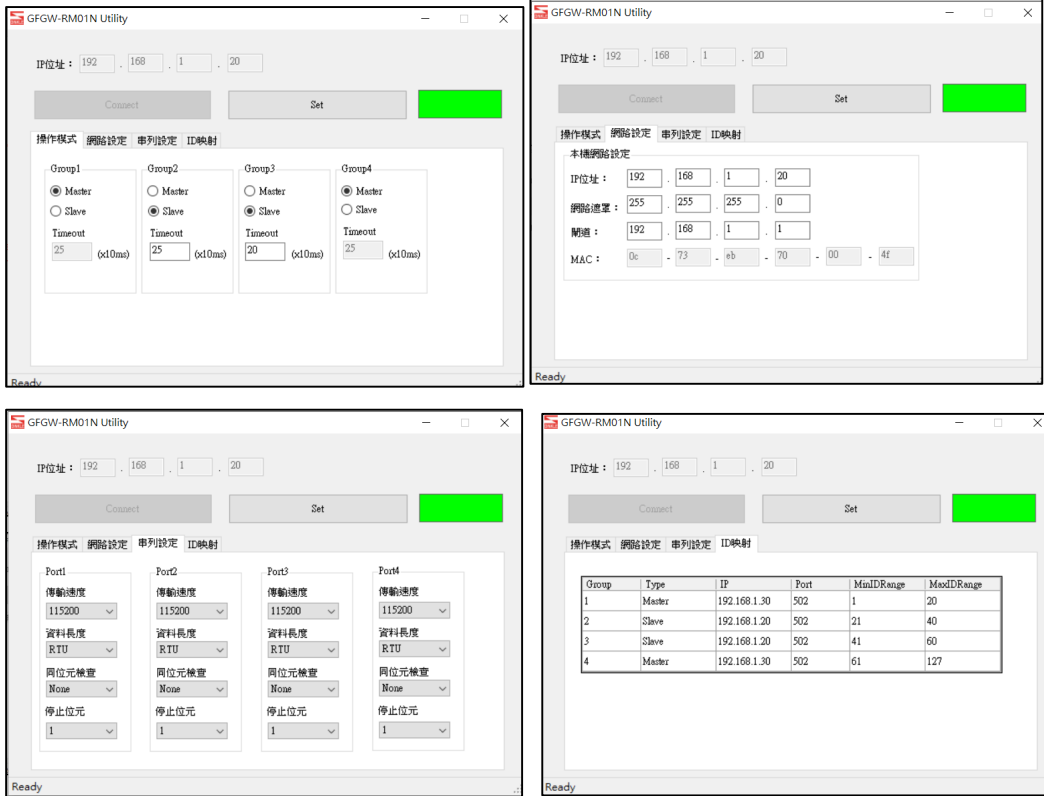 GFGW-RM01N Utility
IP位址： 192 . 168 . 1 . 20
Connect Set
操作模式 網路設定 串列設定 ID映射
Group1 Group2 Group3 Group4
Master Master Master Master
Slave Slave Slave Slave
Timeout Timeout Timeout Timeout
25 (x10ms) 25 (x10ms) 20 (x10ms) 25 (x10ms)
Ready
GFGW-RM01N Utility
IP位址： 192 . 168 . 1 . 20
Connect Set
操作模式 網路設定 串列設定 ID映射
本機網路設定
IP位址： 192 . 168 . 1 . 20
網路遮罩： 255 . 255 . 255 . 0
閘道： 192 . 168 . 1 . 1
MAC： 0c - 73 - eb - 70 - 00 - 4f
Ready
GFGW-RM01N Utility
IP位址： 192 . 168 . 1 . 20
Connect Set
操作模式 網路設定 串列設定 ID映射
Port1 Port2 Port3 Port4
傳輸速度 傳輸速度 傳輸速度 傳輸速度
115200 115200 115200 115200
資料長度 資料長度 資料長度 資料長度
RTU RTU RTU RTU
同位元檢查 同位元檢查 同位元檢查 同位元檢查
None None None None
停止位元 停止位元 停止位元 停止位元
1 1 1 1
Ready
GFGW-RM01N Utility
IP位址： 192 . 168 . 1 . 20
Connect Set
操作模式 網路設定 串列設定 ID映射
Group Type IP Port MinIDRange MaxIDRange
1 Master 192.168.1.30 502 1 20
2 Slave 192.168.1.20 502 21 40
3 Slave 192.168.1.20 502 41 60
4 Master 192.168.1.30 502 61 127
Ready